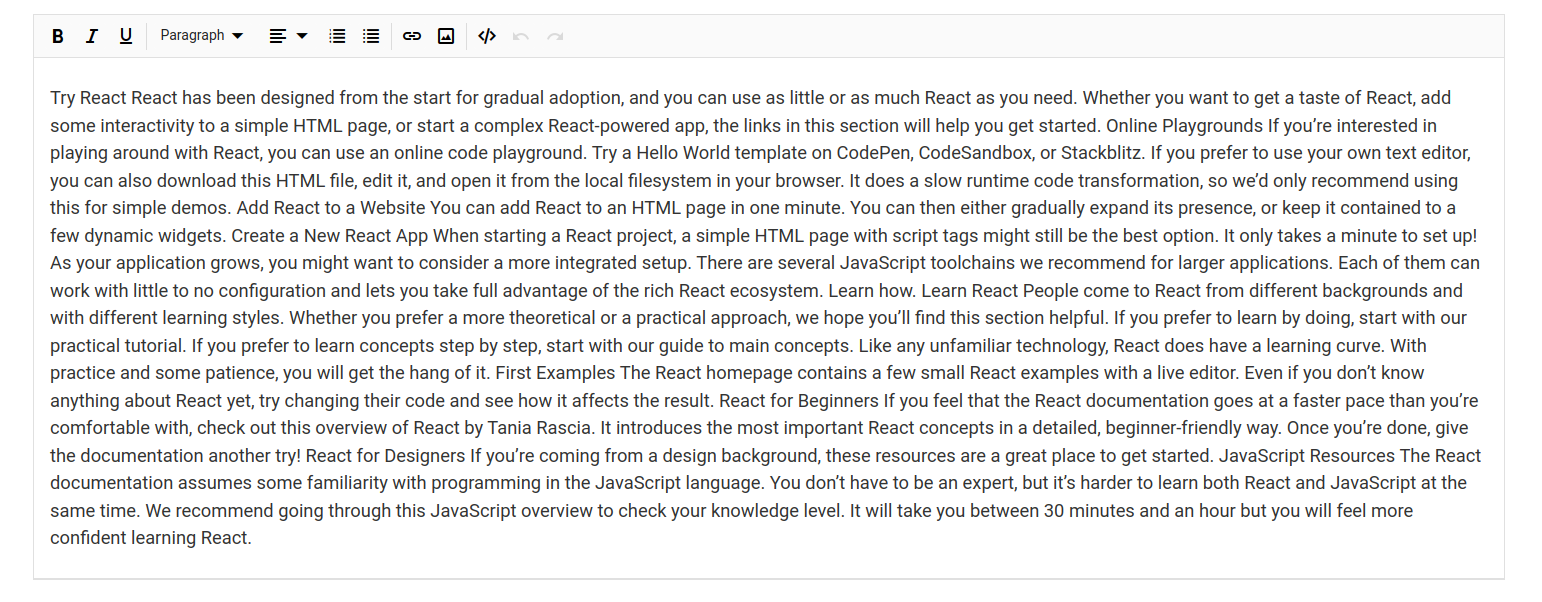 B I U Paragraph
Try React React has been designed from the start for gradual adoption, and you can use as little or as much React as you need. Whether you want to get a taste of React, add
some interactivity to a simple HTML page, or start a complex React-powered app, the links in this section will help you get started. Online Playgrounds If you’re interested in
playing around with React, you can use an online code playground. Try a Hello World template on CodePen, CodeSandbox, or Stackblitz. If you prefer to use your own text editor,
you can also download this HTML file, edit it, and open it from the local filesystem in your browser. It does a slow runtime code transformation, so we’d only recommend using
this for simple demos. Add React to a Website You can add React to an HTML page in one minute. You can then either gradually expand its presence, or keep it contained to a
few dynamic widgets. Create a New React App When starting a React project, a simple HTML page with script tags might still be the best option. It only takes a minute to set up!
As your application grows, you might want to consider a more integrated setup. There are several JavaScript toolchains we recommend for larger applications. Each of them can
work with little to no configuration and lets you take full advantage of the rich React ecosystem. Learn how. Learn React People come to React from different backgrounds and
with different learning styles. Whether you prefer a more theoretical or a practical approach, we hope you’ll find this section helpful. If you prefer to learn by doing, start with our
practical tutorial. If you prefer to learn concepts step by step, start with our guide to main concepts. Like any unfamiliar technology, React does have a learning curve. With
practice and some patience, you will get the hang of it. First Examples The React homepage contains a few small React examples with a live editor. Even if you don’t know
anything about React yet, try changing their code and see how it affects the result. React for Beginners If you feel that the React documentation goes at a faster pace than you’re
comfortable with, check out this overview of React by Tania Rascia. It introduces the most important React concepts in a detailed, beginner-friendly way. Once you’re done, give
the documentation another try! React for Designers If you’re coming from a design background, these resources are a great place to get started. JavaScript Resources The React
documentation assumes some familiarity with programming in the JavaScript language. You don’t have to be an expert, but it’s harder to learn both React and JavaScript at the
same time. We recommend going through this JavaScript overview to check your knowledge level. It will take you between 30 minutes and an hour but you will feel more
confident learning React.